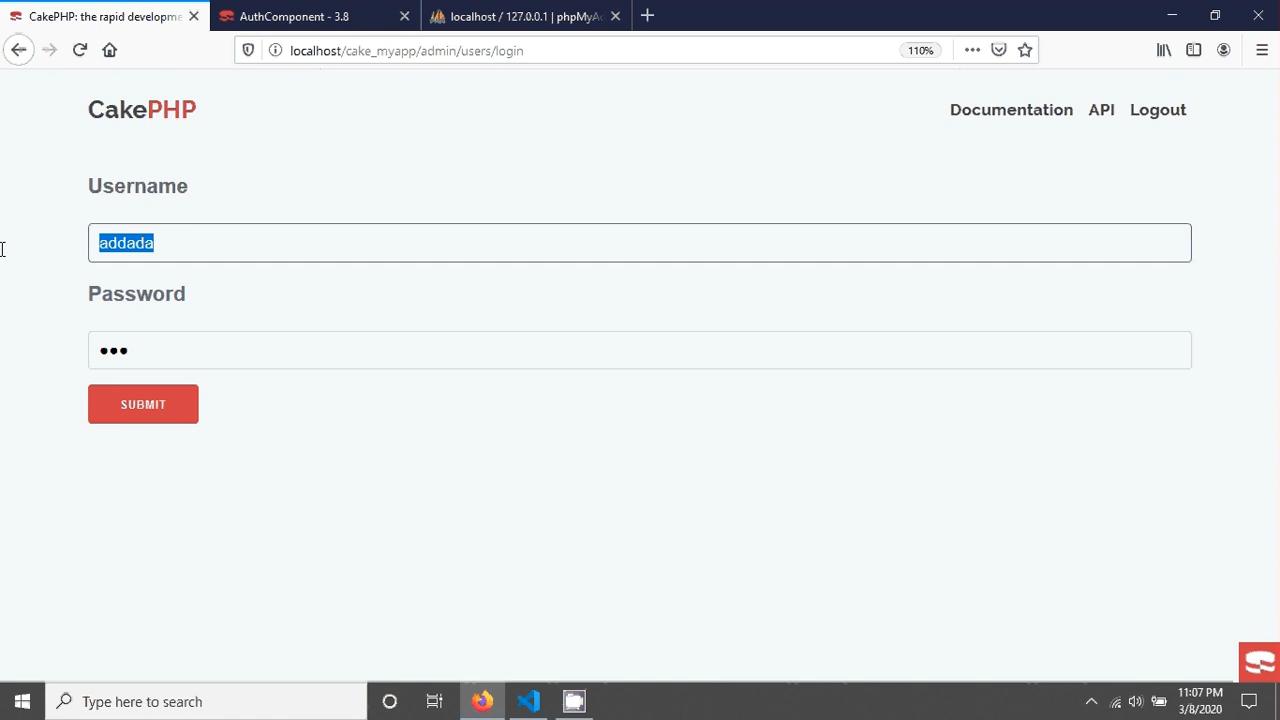 CakePHP: the rapid developme
AuthComponent - 3.8
localhost / 127.0.0.1 | phpMyA
localhost/cake_myapp/admin/users/login
110%
CakePHP
Documentation API Logout
Username
addada
Password
SUBMIT
Type here to search
11:07 PM
3/8/2020